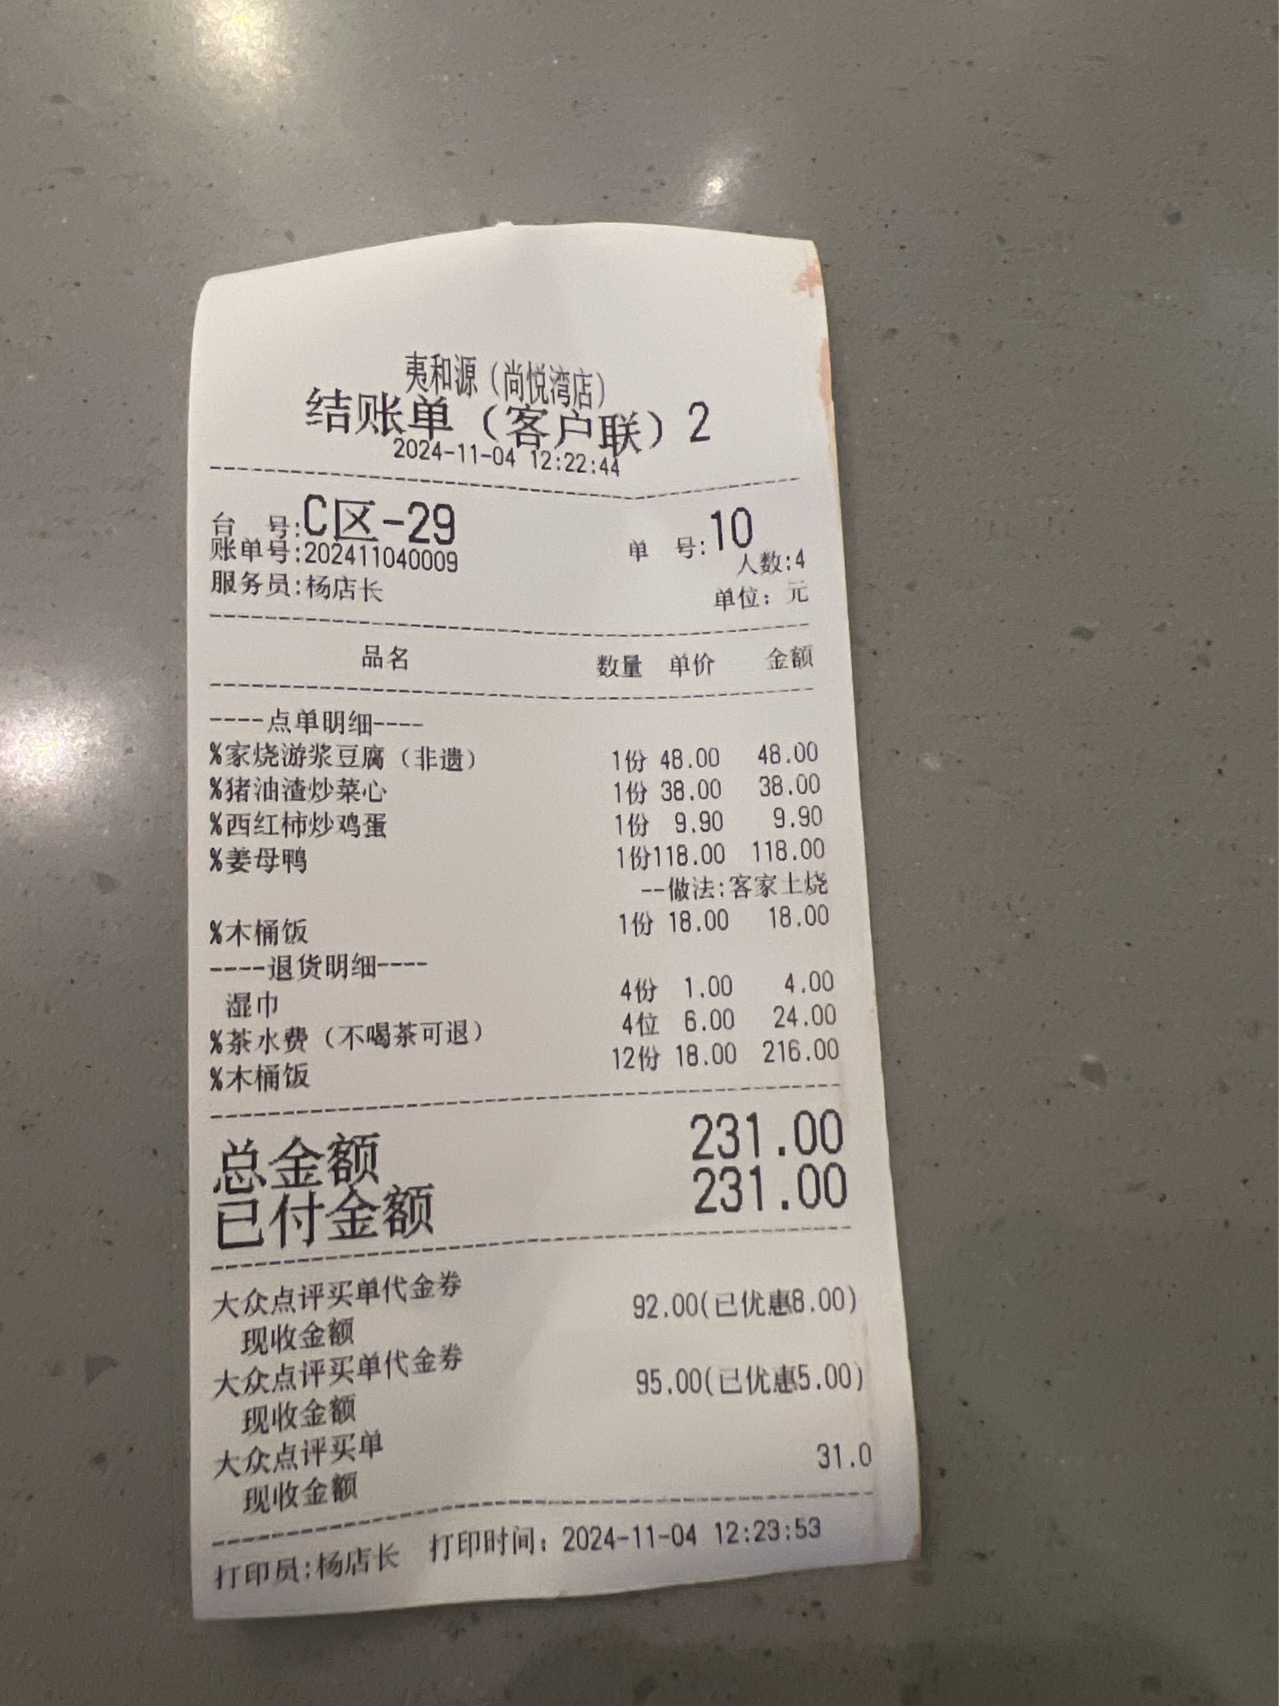 夷和源（尚悦湾店）
结账单（客户联）2
2024-11-04 12:22:44
台 号:C区-29 单 号:10
账单号:202411040009 人数:4
服务员:杨店长 单位: 元
品名 数量 单价 金额
----点单明细----
%家烧游浆豆腐（非遗） 1份 48.00 48.00
%猪油渣炒菜心 1份 38.00 38.00
%西红柿炒鸡蛋 1份 9.90 9.90
%姜母鸭 1份118.00 118.00
--做法:客家土烧
%木桶饭 1份 18.00 18.00
----退货明细----
湿巾 4份 1.00 4.00
%茶水费（不喝茶可退） 4位 6.00 24.00
%木桶饭 12份 18.00 216.00
总金额 231.00
已付金额 231.00
大众点评买单代金券
现收金额 92.00(已优惠8.00)
大众点评买单代金券
现收金额 95.00(已优惠5.00)
大众点评买单
现收金额 31.0
打印员:杨店长 打印时间: 2024-11-04 12:23:53